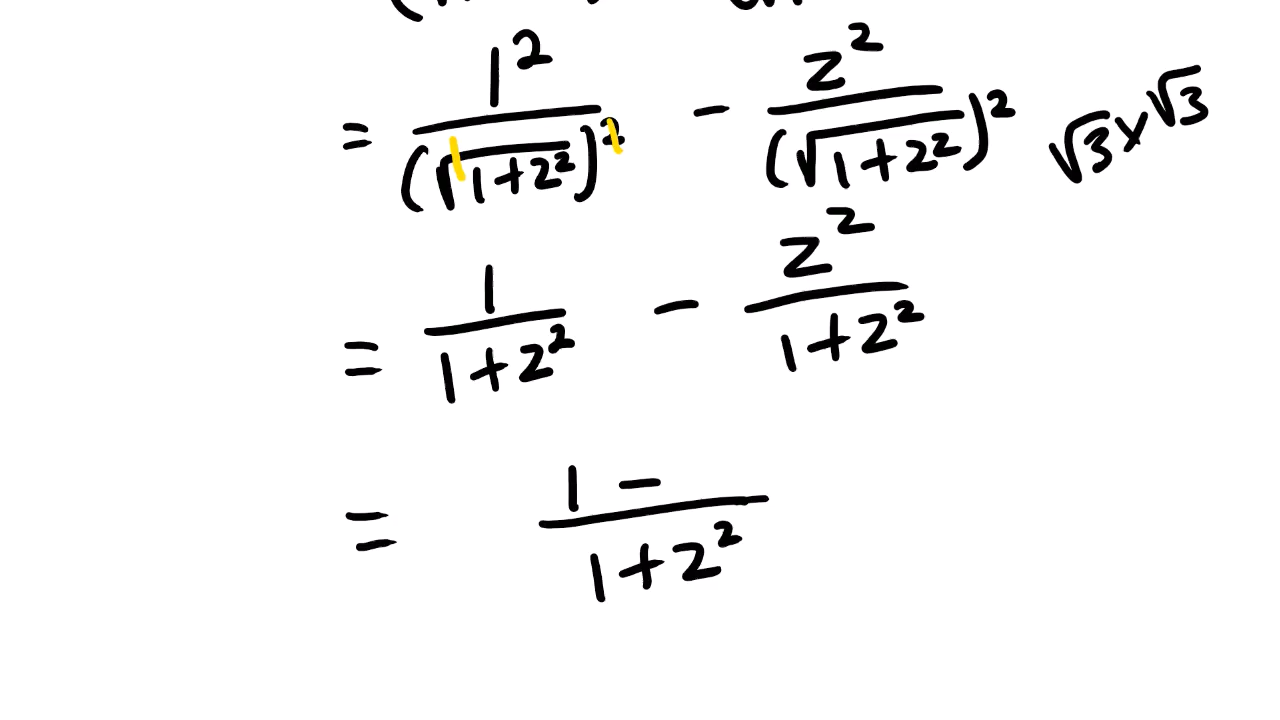 = 1²/(√1+z²)² - z²/(√1+z²)² √3×√3
= 1/1+z² - z²/1+z²
= 1 -/1+z²